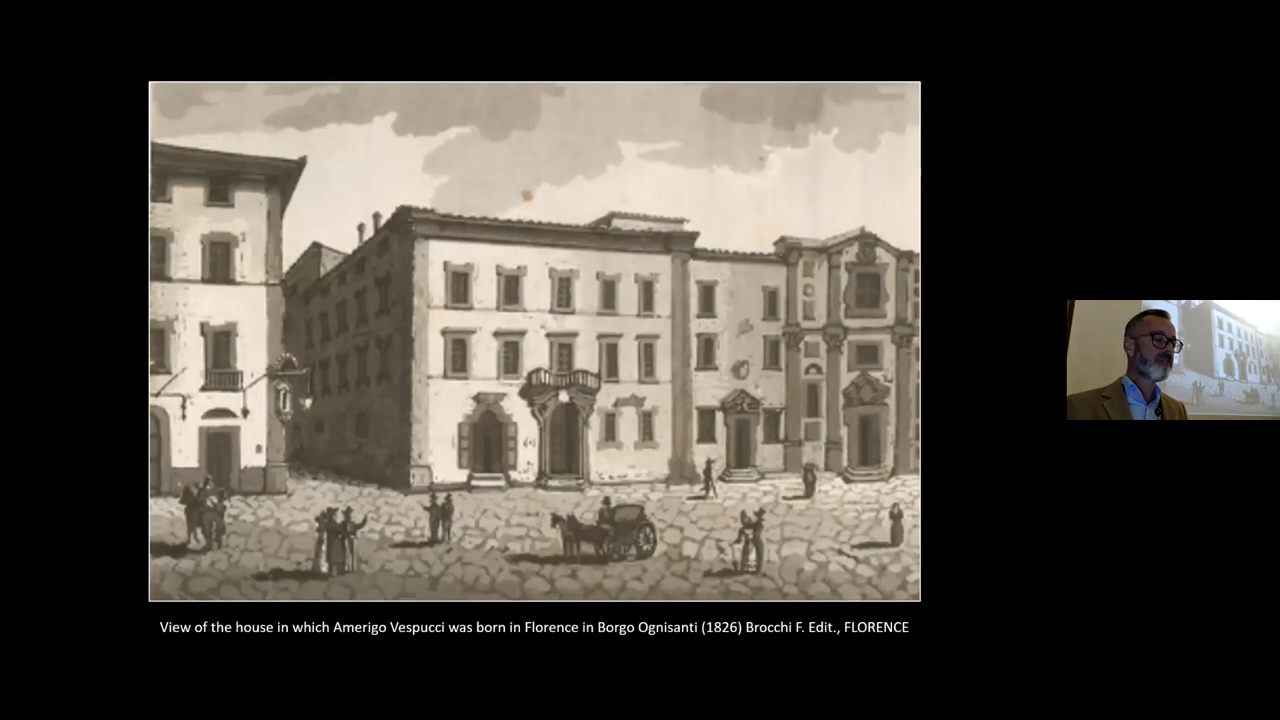 View of the house in which Amerigo Vespucci was born in Florence in Borgo Ognisanti (1826) Brocchi F. Edit., FLORENCE